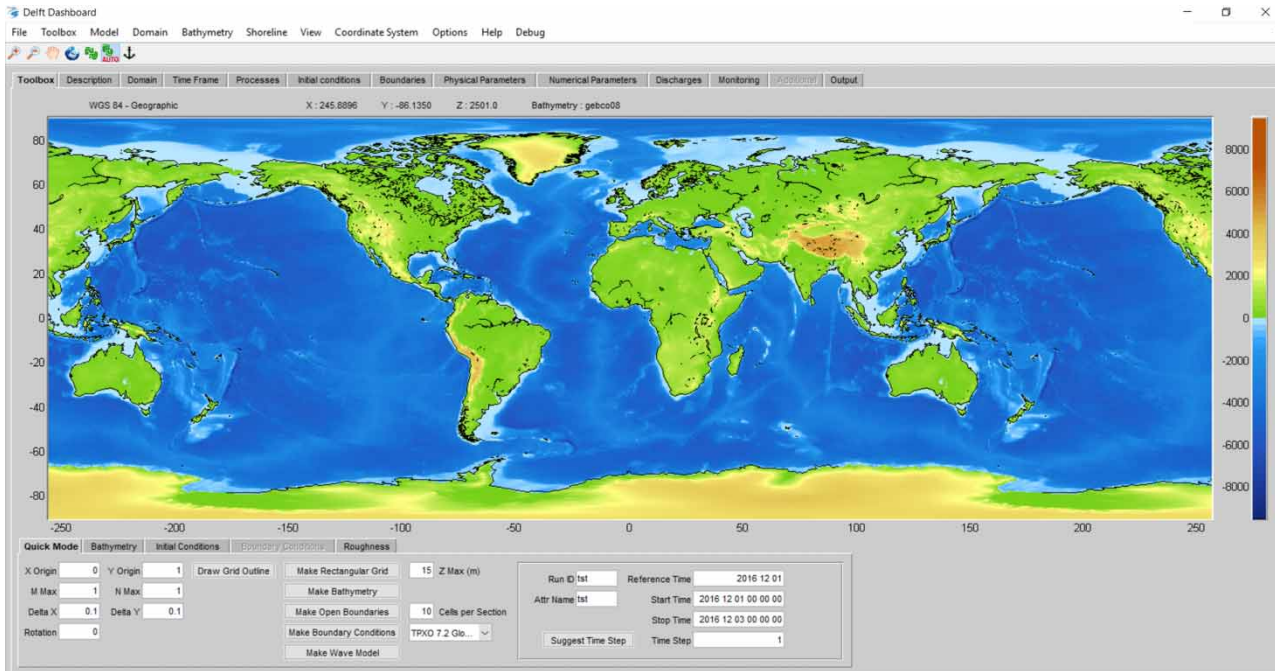 Delft Dashboard
File Toolbox Model Domain Bathymetry Shoreline View Coordinate System Options Help Debug
AUTO
Toolbox Description Domain Time Frame Processes Initial conditions Boundaries Physical Parameters Numerical Parameters Discharges Monitoring Additional Output
WGS 84 - Geographic X : 245.8896 Y : -86.1350 Z : 2501.0 Bathymetry : gebco08
80
60
40
20
0
-20
-40
-60
-80
8000
6000
4000
2000
0
-2000
-4000
-6000
-8000
-250 -200 -150 -100 -50 0 50 100 150 200 250
Quick Mode Bathymetry Initial Conditions Boundary Conditions Roughness
X Origin 0 Y Origin 1 Draw Grid Outline Make Rectangular Grid 15 Z Max (m)
M Max 1 N Max 1 Make Bathymetry
Delta X 0.1 Delta Y 0.1 Make Open Boundaries 10 Cells per Section
Rotation 0 Make Boundary Conditions TPXO 7.2 Glo...
Make Wave Model
Run ID tst Reference Time 2016 12 01
Attr Name tst Start Time 2016 12 01 00 00 00
Stop Time 2016 12 03 00 00 00
Suggest Time Step Time Step 1